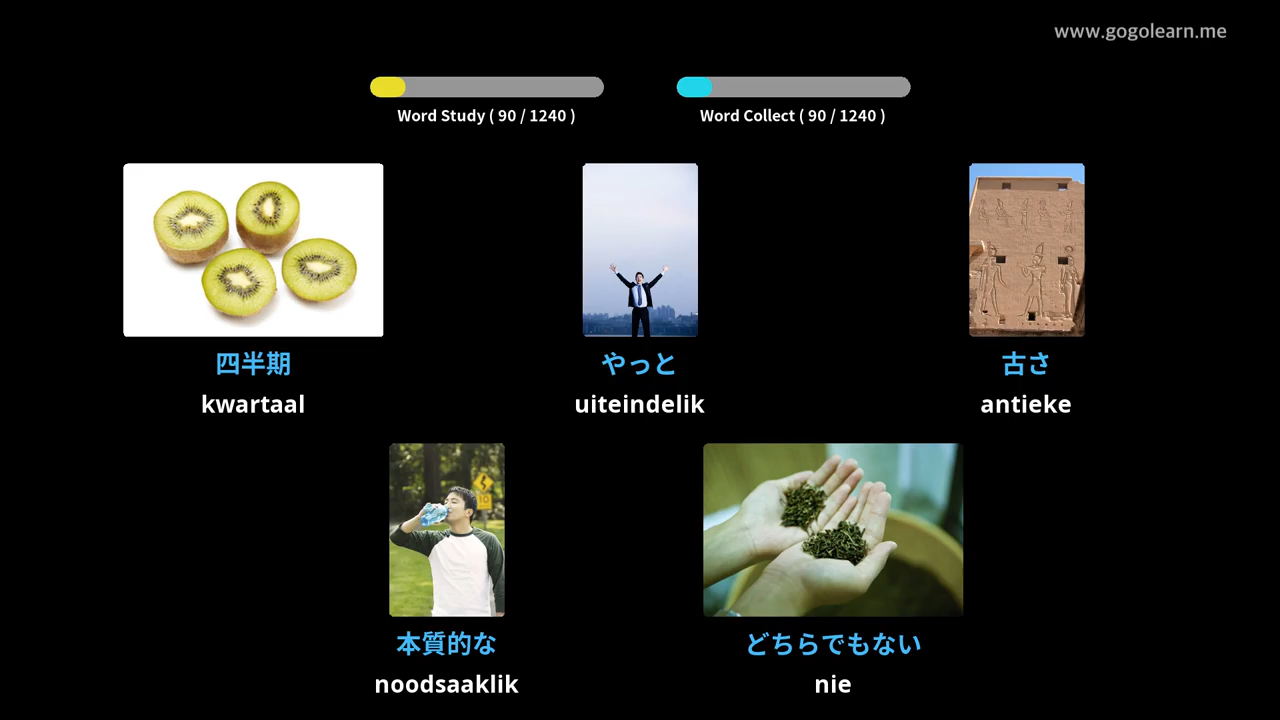 www.gogolearn.me
Word Study ( 90 / 1240 )
Word Collect ( 90 / 1240 )
四半期
kwartaal
やっと
uiteindelik
古さ
antieke
本質的な
noodsaaklik
どちらでもない
nie